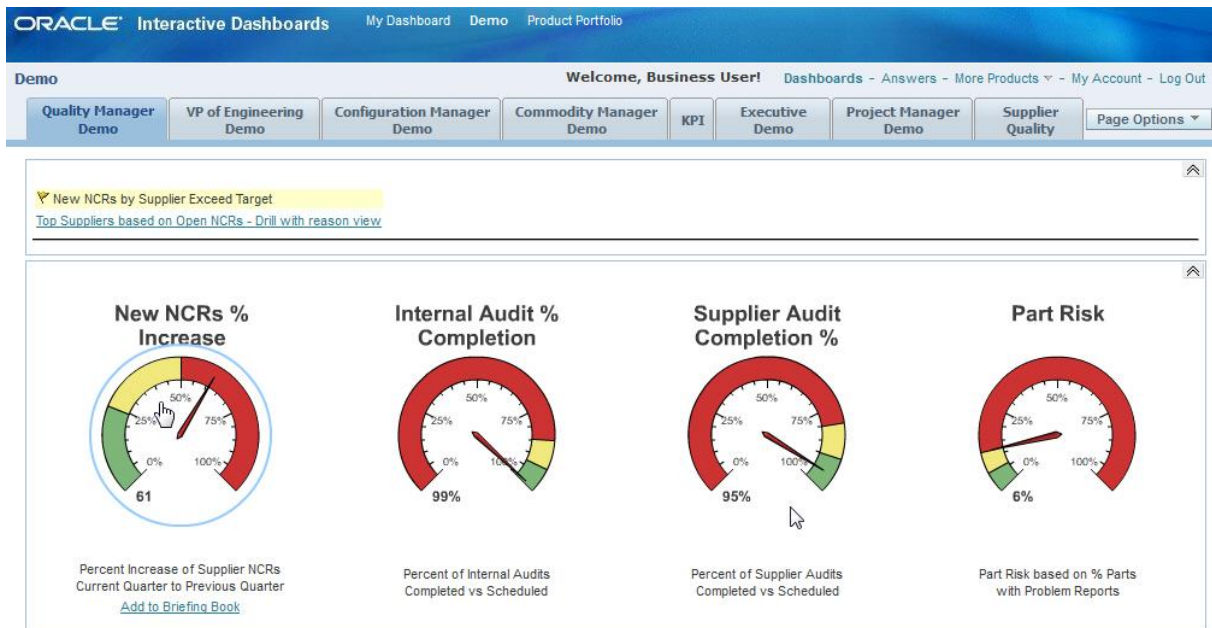 ORACLE Interactive Dashboards My Dashboard Demo Product Portfolio
Demo Welcome, Business User! Dashboards - Answers - More Products - My Account - Log Out
Quality Manager Demo VP of Engineering Demo Configuration Manager Demo Commodity Manager Demo KPI Executive Demo Project Manager Demo Supplier Quality Page Options
New NCRs by Supplier Exceed Target
Top Suppliers based on Open NCRs - Drill with reason view
New NCRs %
Increase
0% 25% 50% 75% 100%
61
Percent Increase of Supplier NCRs
Current Quarter to Previous Quarter
Add to Briefing Book
Internal Audit %
Completion
0% 25% 50% 75% 100%
99%
Percent of Internal Audits
Completed vs Scheduled
Supplier Audit
Completion %
0% 25% 50% 75% 100%
95%
Percent of Supplier Audits
Completed vs Scheduled
Part Risk
0% 25% 50% 75% 100%
6%
Part Risk based on % Parts
with Problem Reports